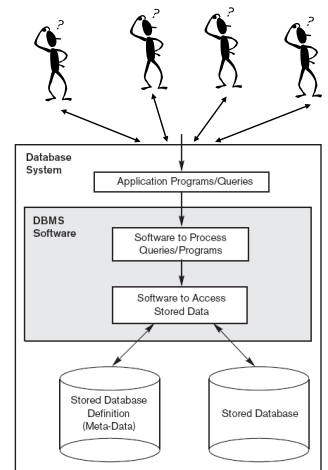 ? ? ? ?
Database
System
Application Programs/Queries
DBMS
Software
Software to Process
Queries/Programs
Software to Access
Stored Data
Stored Database
Definition
(Meta-Data)
Stored Database